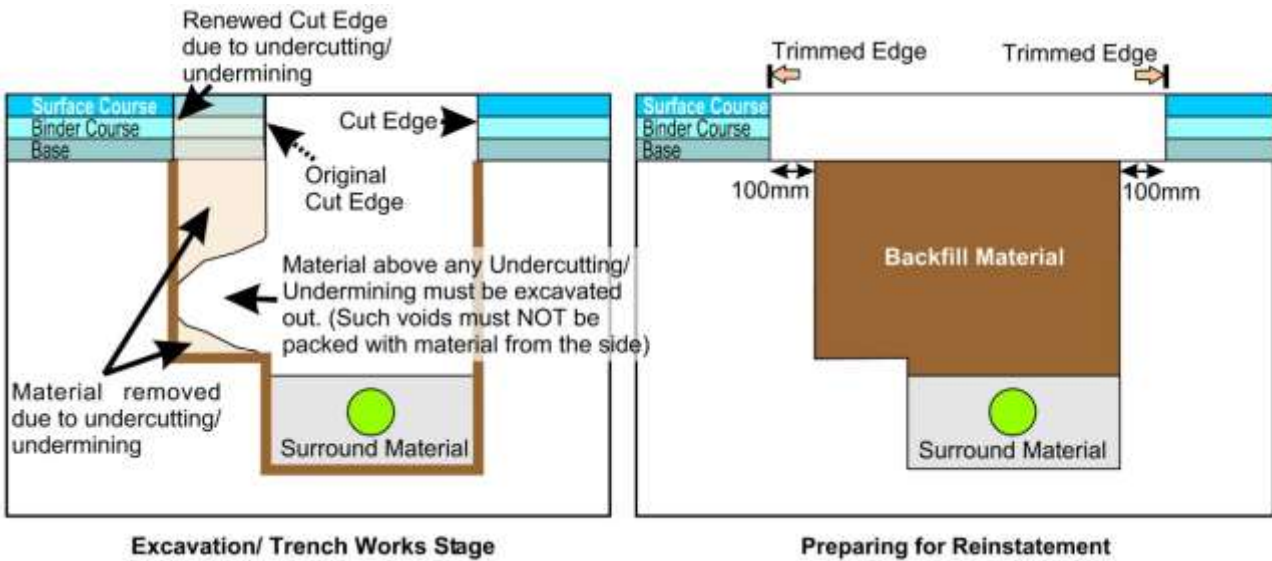 Renewed Cut Edge
due to undercutting/
undermining
Surface Course
Binder Course
Base
Cut Edge
Original
Cut Edge
Material above any Undercutting/
Undermining must be excavated
out. (Such voids must NOT be
packed with material from the side)
Material removed
due to undercutting/
undermining
Surround Material
Excavation/ Trench Works Stage
Trimmed Edge
Trimmed Edge
Surface Course
Binder Course
Base
100mm
100mm
Backfill Material
Surround Material
Preparing for Reinstatement